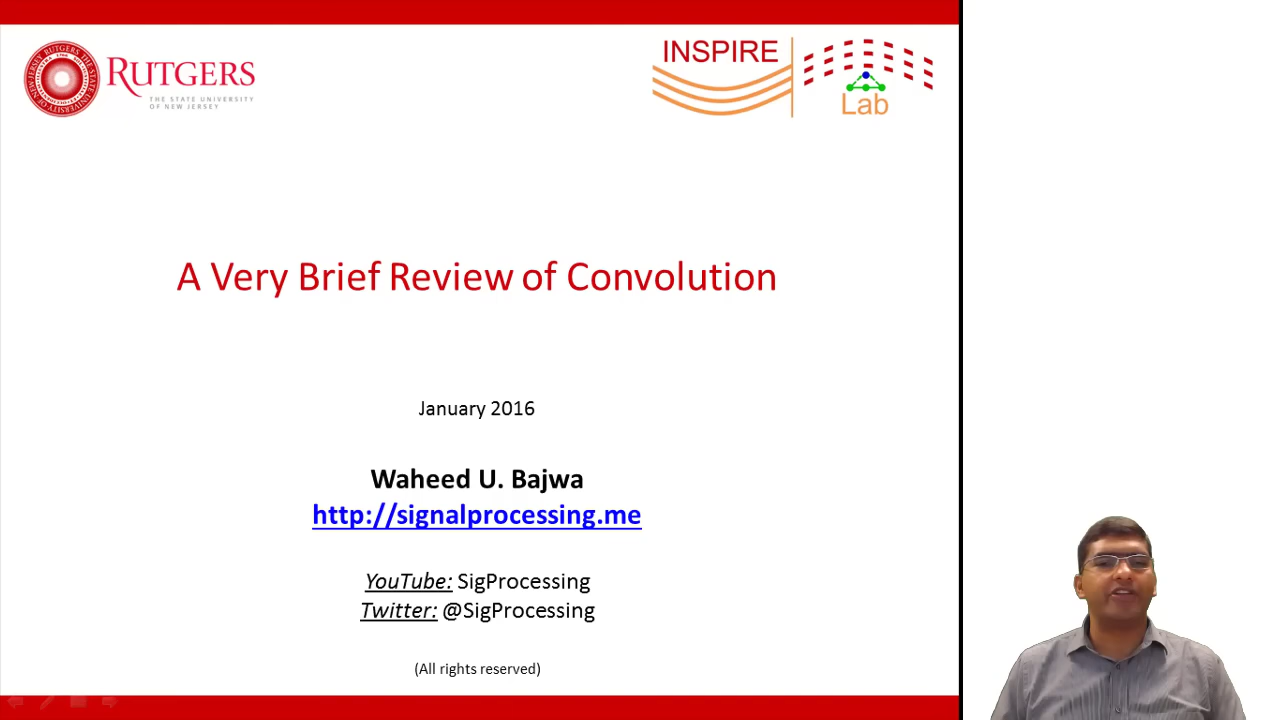 RUTGERS
THE STATE UNIVERSITY
OF NEW JERSEY
INSPIRE
Lab
A Very Brief Review of Convolution
January 2016
Waheed U. Bajwa
http://signalprocessing.me
YouTube: SigProcessing
Twitter: @SigProcessing
(All rights reserved)